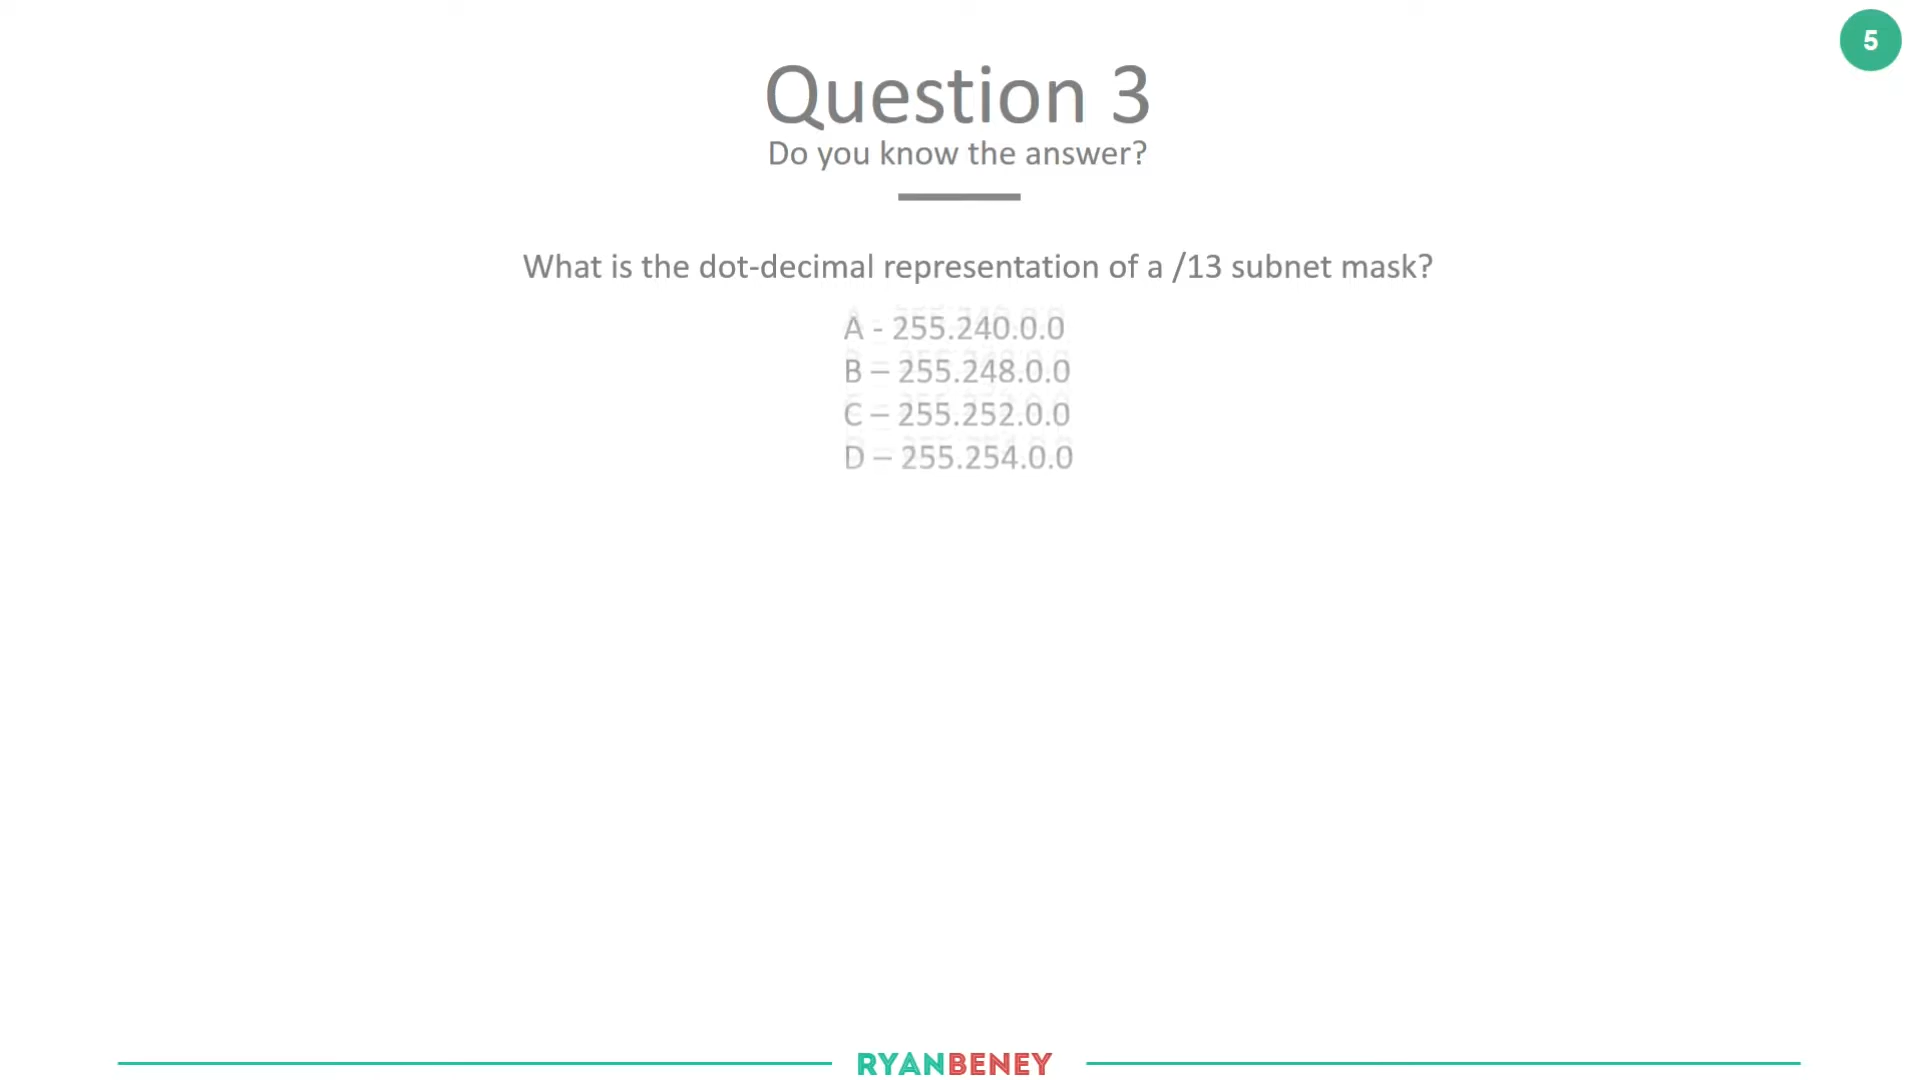 5
Question 3
Do you know the answer?
What is the dot-decimal representation of a /13 subnet mask?
A - 255.240.0.0
B – 255.248.0.0
C – 255.252.0.0
D – 255.254.0.0
RYANBENEY